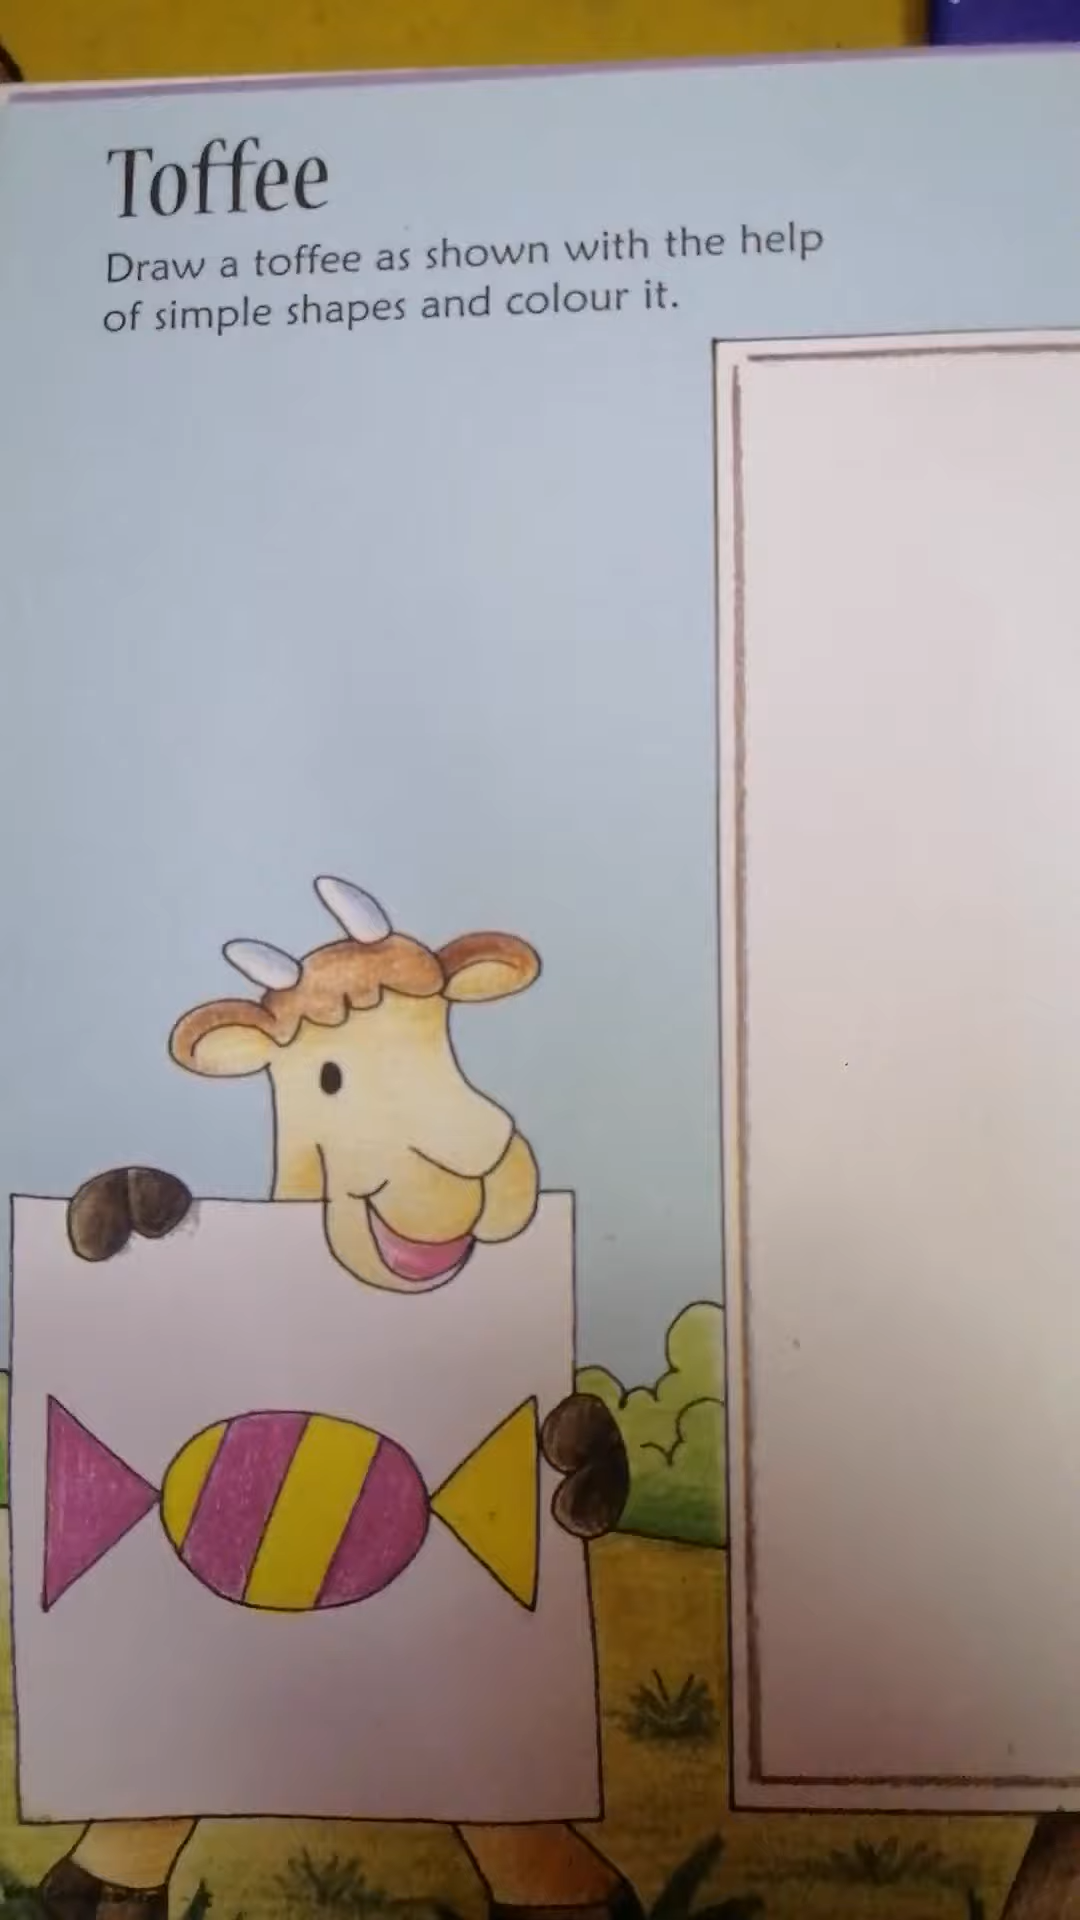 Toffee
Draw a toffee as shown with the help
of simple shapes and colour it.